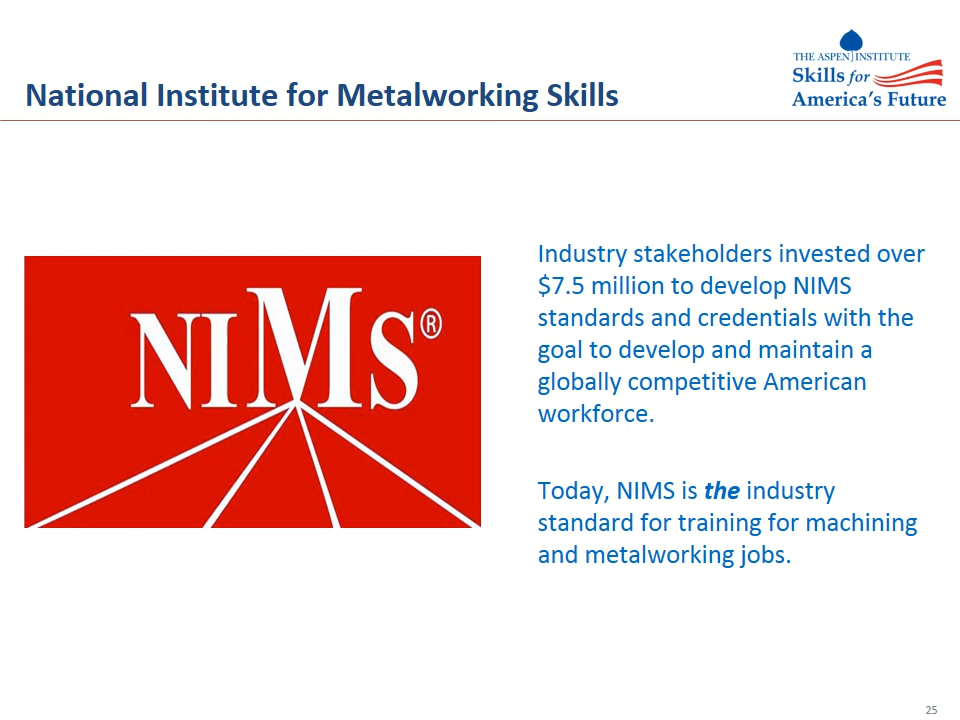 THE ASPEN INSTITUTE
Skills for
America's Future
National Institute for Metalworking Skills
NIMS®
Industry stakeholders invested over
$7.5 million to develop NIMS
standards and credentials with the
goal to develop and maintain a
globally competitive American
workforce.
Today, NIMS is the industry
standard for training for machining
and metalworking jobs.
25